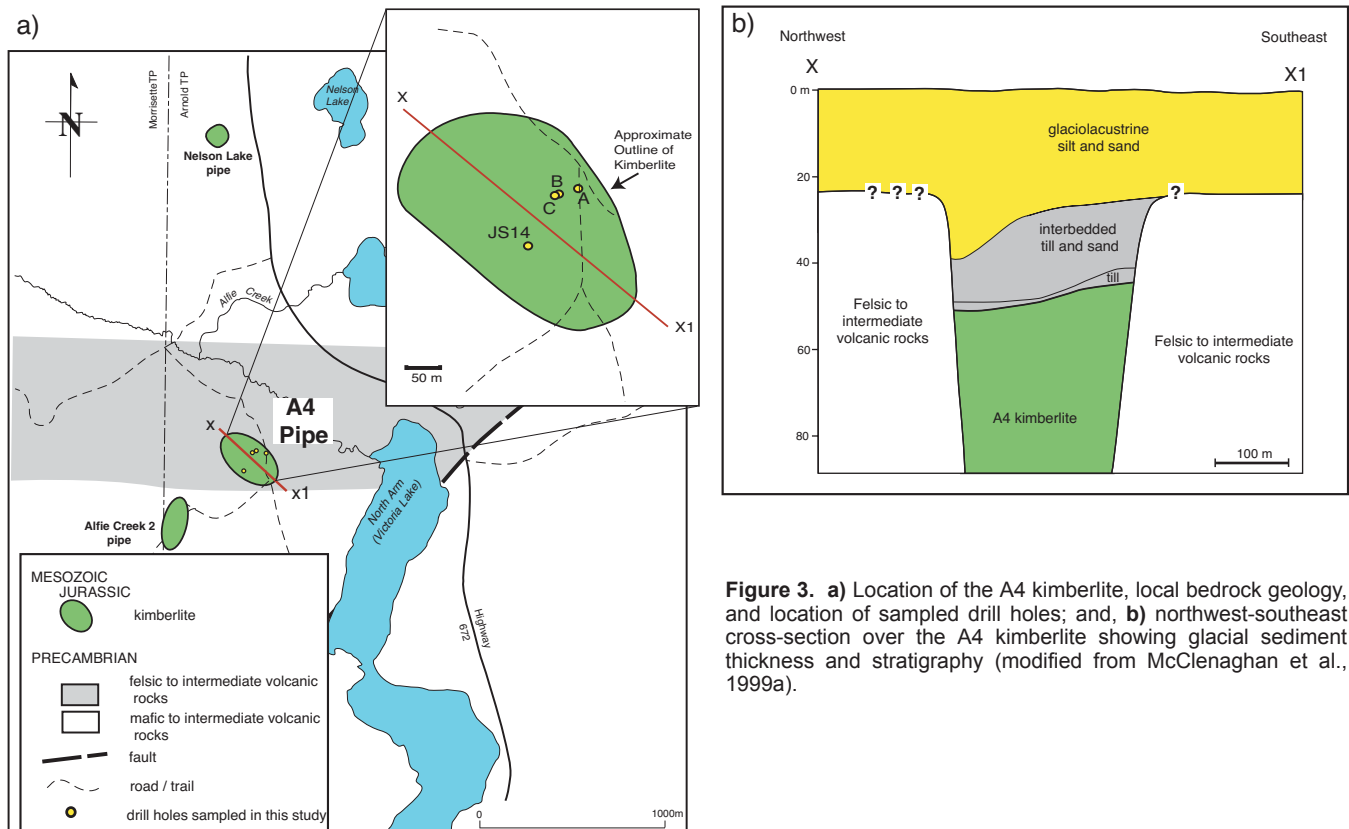 a)
N
MorrisetteTP
Arnold TP
Nelson Lake
pipe
Nelson
Lake
Alfie Creek
A4
Pipe
X
X1
Alfie Creek 2
pipe
North Arm
(Victoria Lake)
Highway
672
X
Approximate
Outline of
Kimberlite
B
C
A
JS14
X1
50 m
MESOZOIC
JURASSIC
kimberlite
PRECAMBRIAN
felsic to intermediate volcanic
rocks
mafic to intermediate volcanic
rocks
fault
road / trail
drill holes sampled in this study
0 1000m
b)
Northwest Southeast
X X1
0 m
glaciolacustrine
silt and sand
20
? ? ? ?
interbedded
till and sand
40
till
Felsic to
intermediate
volcanic rocks
Felsic to intermediate
volcanic rocks
60
A4 kimberlite
80
100 m
Figure 3. a) Location of the A4 kimberlite, local bedrock geology,
and location of sampled drill holes; and, b) northwest-southeast
cross-section over the A4 kimberlite showing glacial sediment
thickness and stratigraphy (modified from McClenaghan et al.,
1999a).